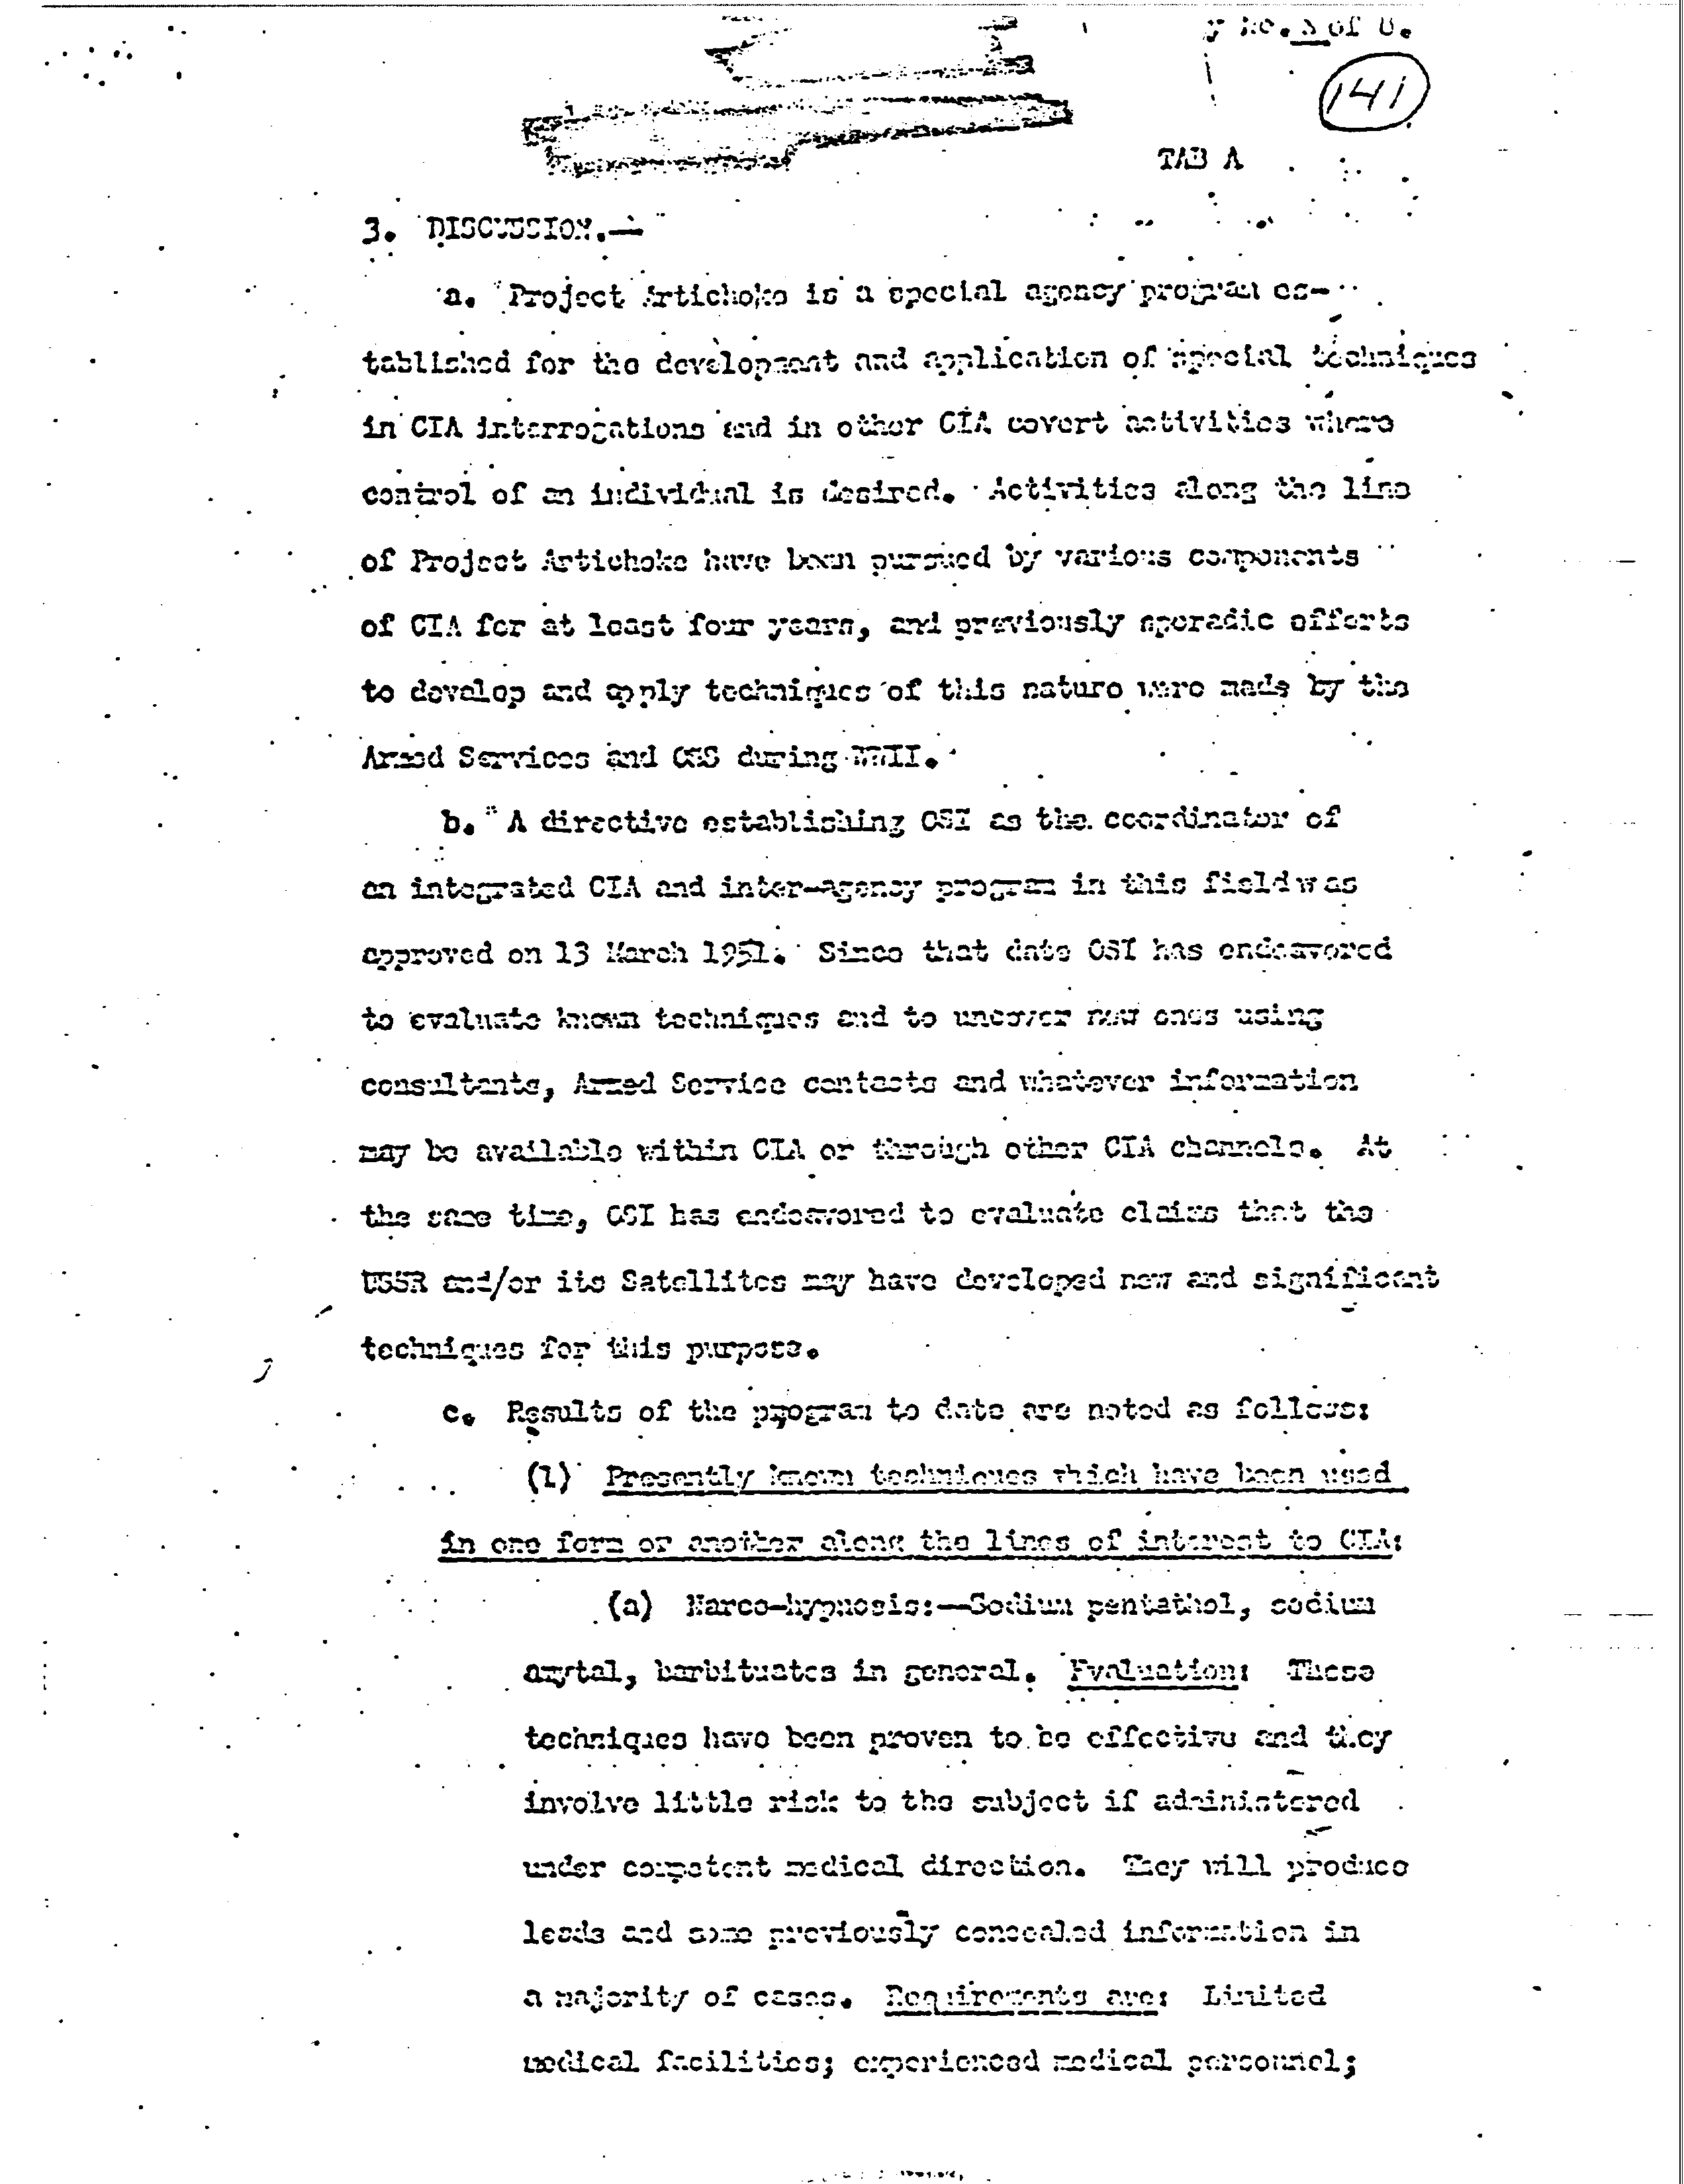 No. 3 of 8.
141
TAB A
3. DISCUSSION.—
a. Project Artichoke is a special agency program es-
tablished for the development and application of special techniques
in CIA interrogations and in other CIA covert activities where
control of an individual is desired. Activities along the line
of Project Artichoke have been pursued by various components
of CIA for at least four years, and previously sporadic efforts
to develop and apply techniques of this nature were made by the
Armed Services and OSS during WWII.
b. A directive establishing OSI as the coordinator of
an integrated CIA and inter-agency program in this field was
approved on 13 March 1951. Since that date OSI has endeavored
to evaluate known techniques and to uncover new ones using
consultants, Armed Service contacts and whatever information
may be available within CIA or through other CIA channels. At
the same time, OSI has endeavored to evaluate claims that the
USSR and/or its Satellites may have developed new and significant
techniques for this purpose.
c. Results of the program to date are noted as follows:
(1) Presently known techniques which have been used
in one form or another along the lines of interest to CIA:
(a) Narco-hypnosis:—Sodium pentathol, sodium
amytal, barbituates in general. Evaluation: These
techniques have been proven to be effective and they
involve little risk to the subject if administered
under competent medical direction. They will produce
leads and some previously concealed information in
a majority of cases. Requirements are: Limited
medical facilities; experienced medical personnel;